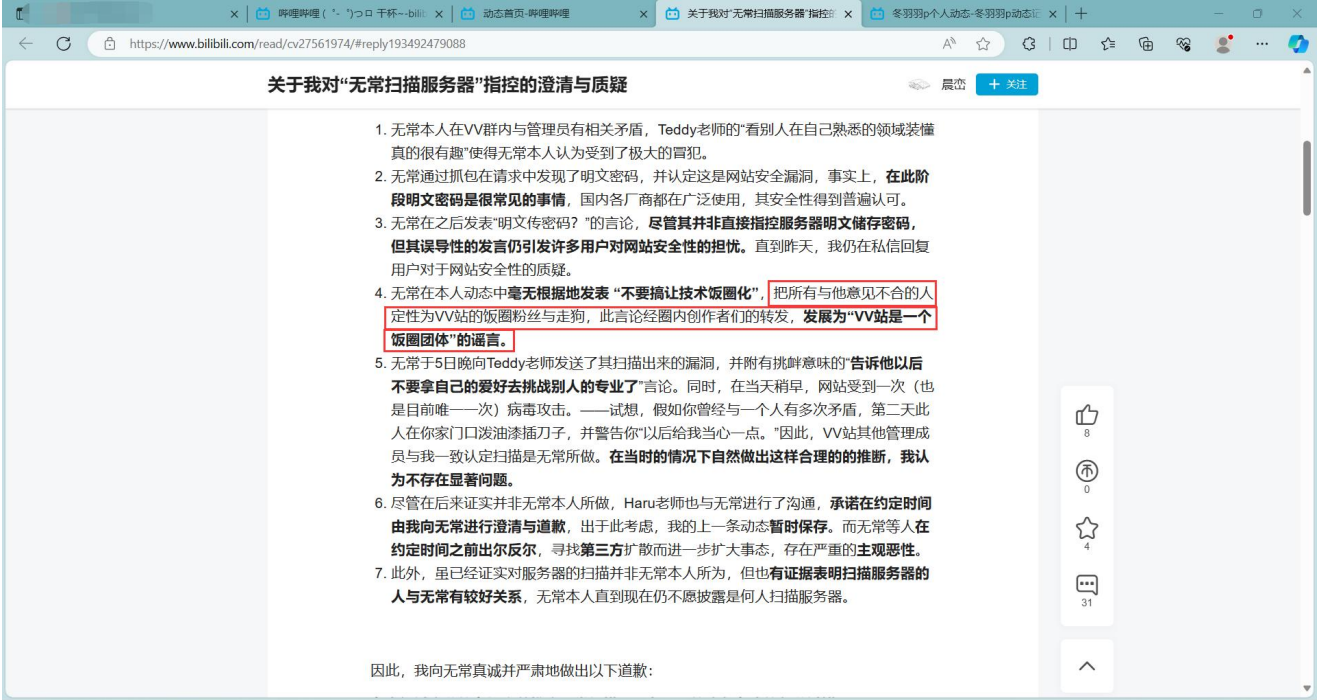 哔哩哔哩 (゜-゜)つロ 干杯~-bili
动态首页-哔哩哔哩
关于我对“无常扫描服务器”指控的
冬羽羽p个人动态-冬羽羽p动态记
https://www.bilibili.com/read/cv27561974/#reply193492479088
关于我对“无常扫描服务器”指控的澄清与质疑
晨峦
+ 关注
1. 无常本人在VV群内与管理员有相关矛盾，Teddy老师的“看别人在自己熟悉的领域装懂
真的很有趣”使得无常本人认为受到了极大的冒犯。
2. 无常通过抓包在请求中发现了明文密码，并认定这是网站安全漏洞，事实上，在此阶
段明文密码是很常见的事情，国内各厂商都在广泛使用，其安全性得到普遍认可。
3. 无常在之后发表“明文传密码？”的言论，尽管其并非直接指控服务器明文储存密码，
但其误导性的发言仍引发许多用户对网站安全性的担忧。直到昨天，我仍在私信回复
用户对于网站安全性的质疑。
4. 无常在本人动态中毫无根据地发表 “不要搞让技术饭圈化”，把所有与他意见不合的人
定性为VV站的饭圈粉丝与走狗，此言论经圈内创作者们的转发，发展为“VV站是一个
饭圈团体”的谣言。
5. 无常于5日晚向Teddy老师发送了其扫描出来的漏洞，并附有挑衅意味的“告诉他以后
不要拿自己的爱好去挑战别人的专业了”言论。同时，在当天稍早，网站受到一次（也
是目前唯一一次）病毒攻击。——试想，假如你曾经与一个人有多次矛盾，第二天此
人在你家门口泼油漆插刀子，并警告你“以后给我当心一点。”因此，VV站其他管理成
员与我一致认定扫描是无常所做。在当时的情况下自然做出这样合理的的推断，我认
为不存在显著问题。
6. 尽管在后来证实并非无常本人所做，Haru老师也与无常进行了沟通，承诺在约定时间
由我向无常进行澄清与道歉，出于此考虑，我的上一条动态暂时保存。而无常等人在
约定时间之前出尔反尔，寻找第三方扩散而进一步扩大事态，存在严重的主观恶性。
7. 此外，虽已经证实对服务器的扫描并非无常本人所为，但也有证据表明扫描服务器的
人与无常有较好关系，无常本人直到现在仍不愿披露是何人扫描服务器。
因此，我向无常真诚并严肃地做出以下道歉：
8
0
4
31